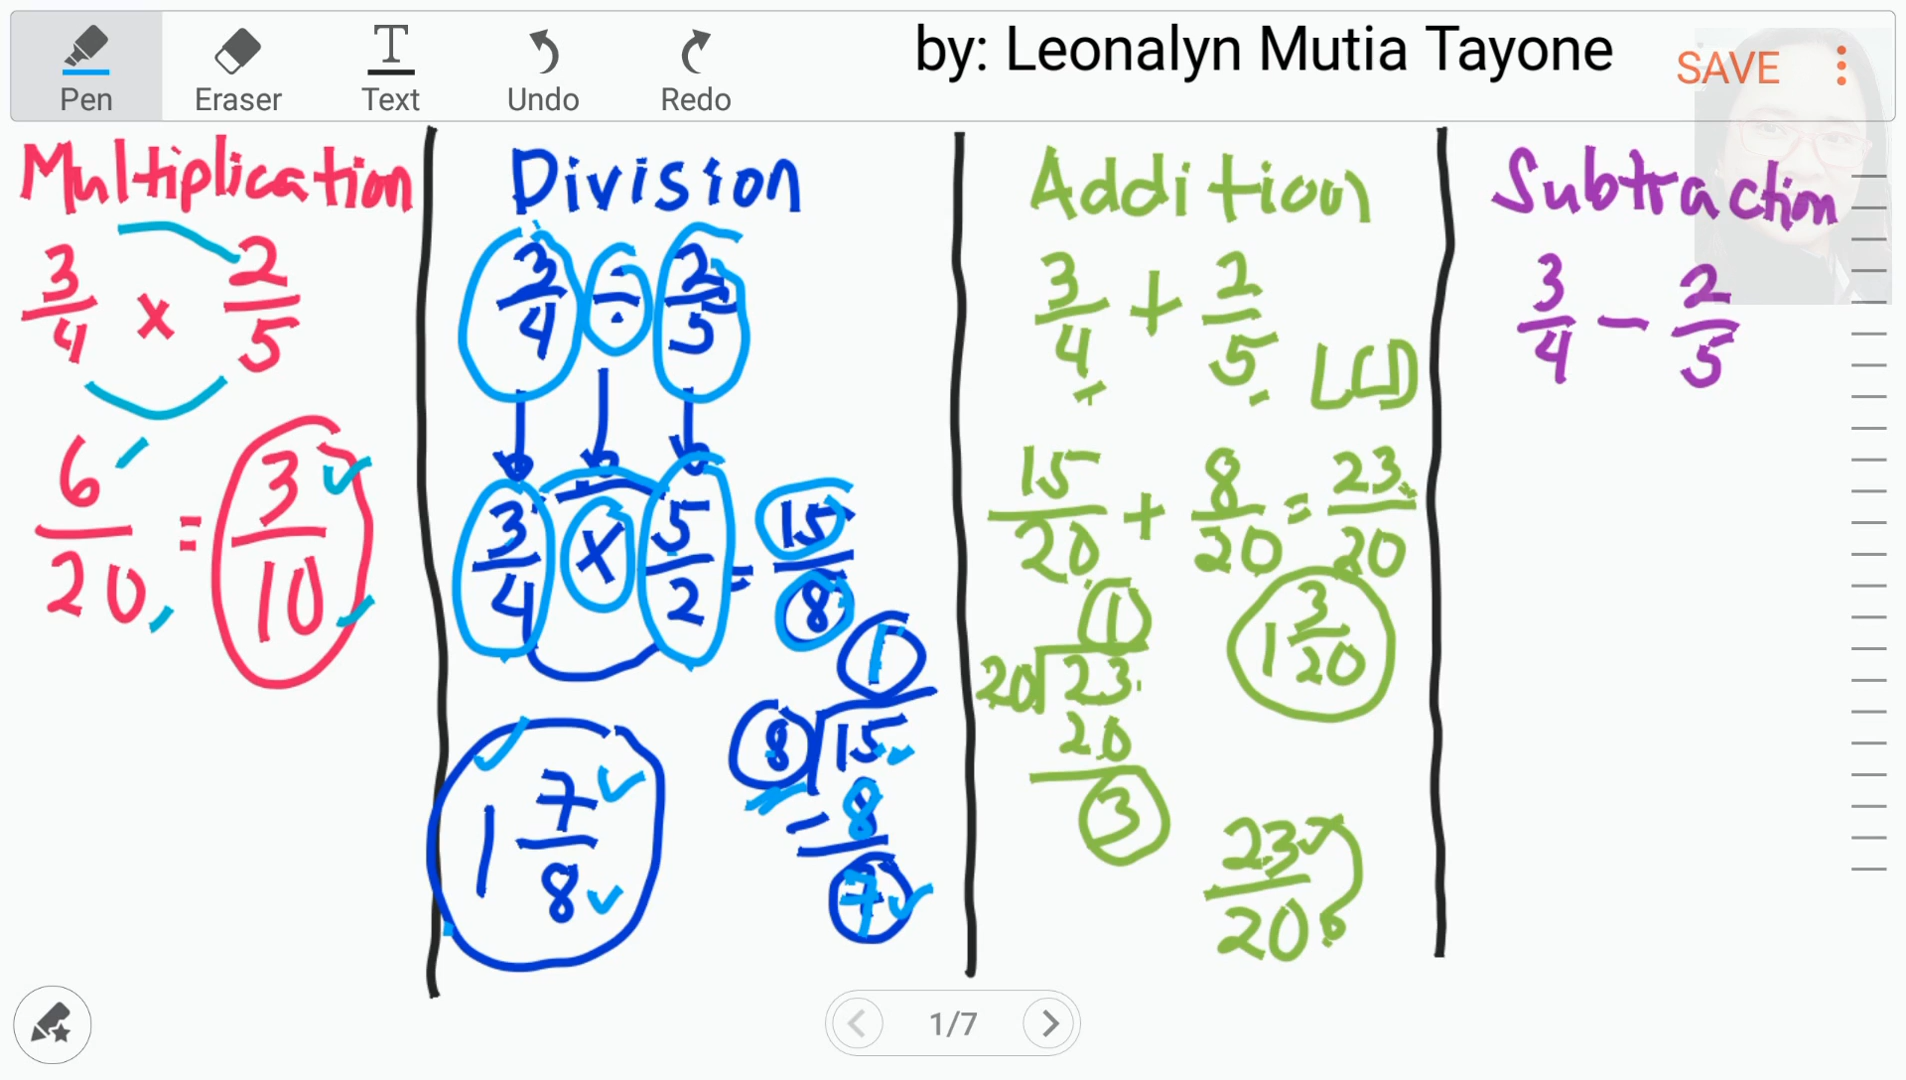 by: Leonalyn Mutia Tayone
SAVE
Pen
Eraser
Text
Undo
Redo
Multiplication
3/4 x 2/5
6/20 = 3/10
Division
3/4 ÷ 2/5
3/4 x 5/2 = 15/8
1
8 15
- 8
7
1 7/8
Addition
3/4 + 2/5
LCD
15/20 + 8/20 = 23/20
1 3/20
1
20 23
20
3
23/20
Subtraction
3/4 - 2/5
1/7